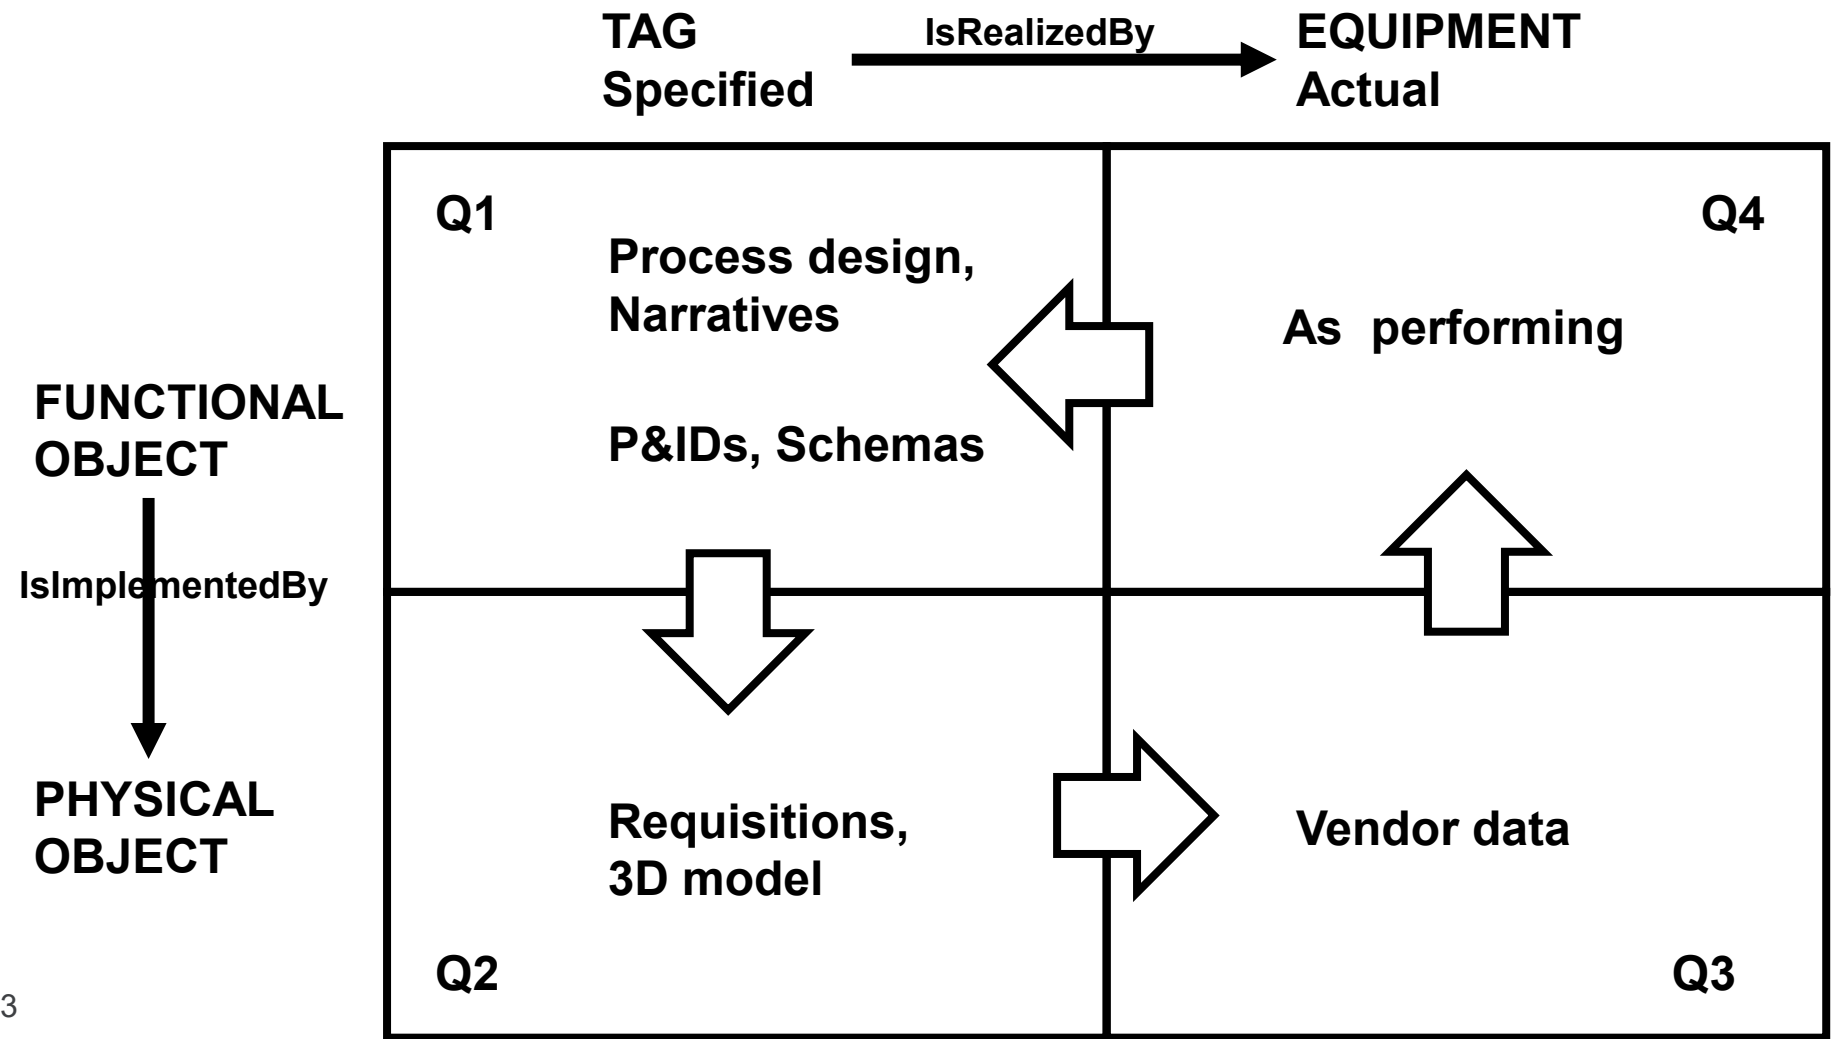 TAG
Specified
IsRealizedBy
EQUIPMENT
Actual
Q1
Process design,
Narratives
P&IDs, Schemas
Q4
As performing
FUNCTIONAL
OBJECT
IsImplementedBy
PHYSICAL
OBJECT
Requisitions,
3D model
Q2
Vendor data
Q3
3